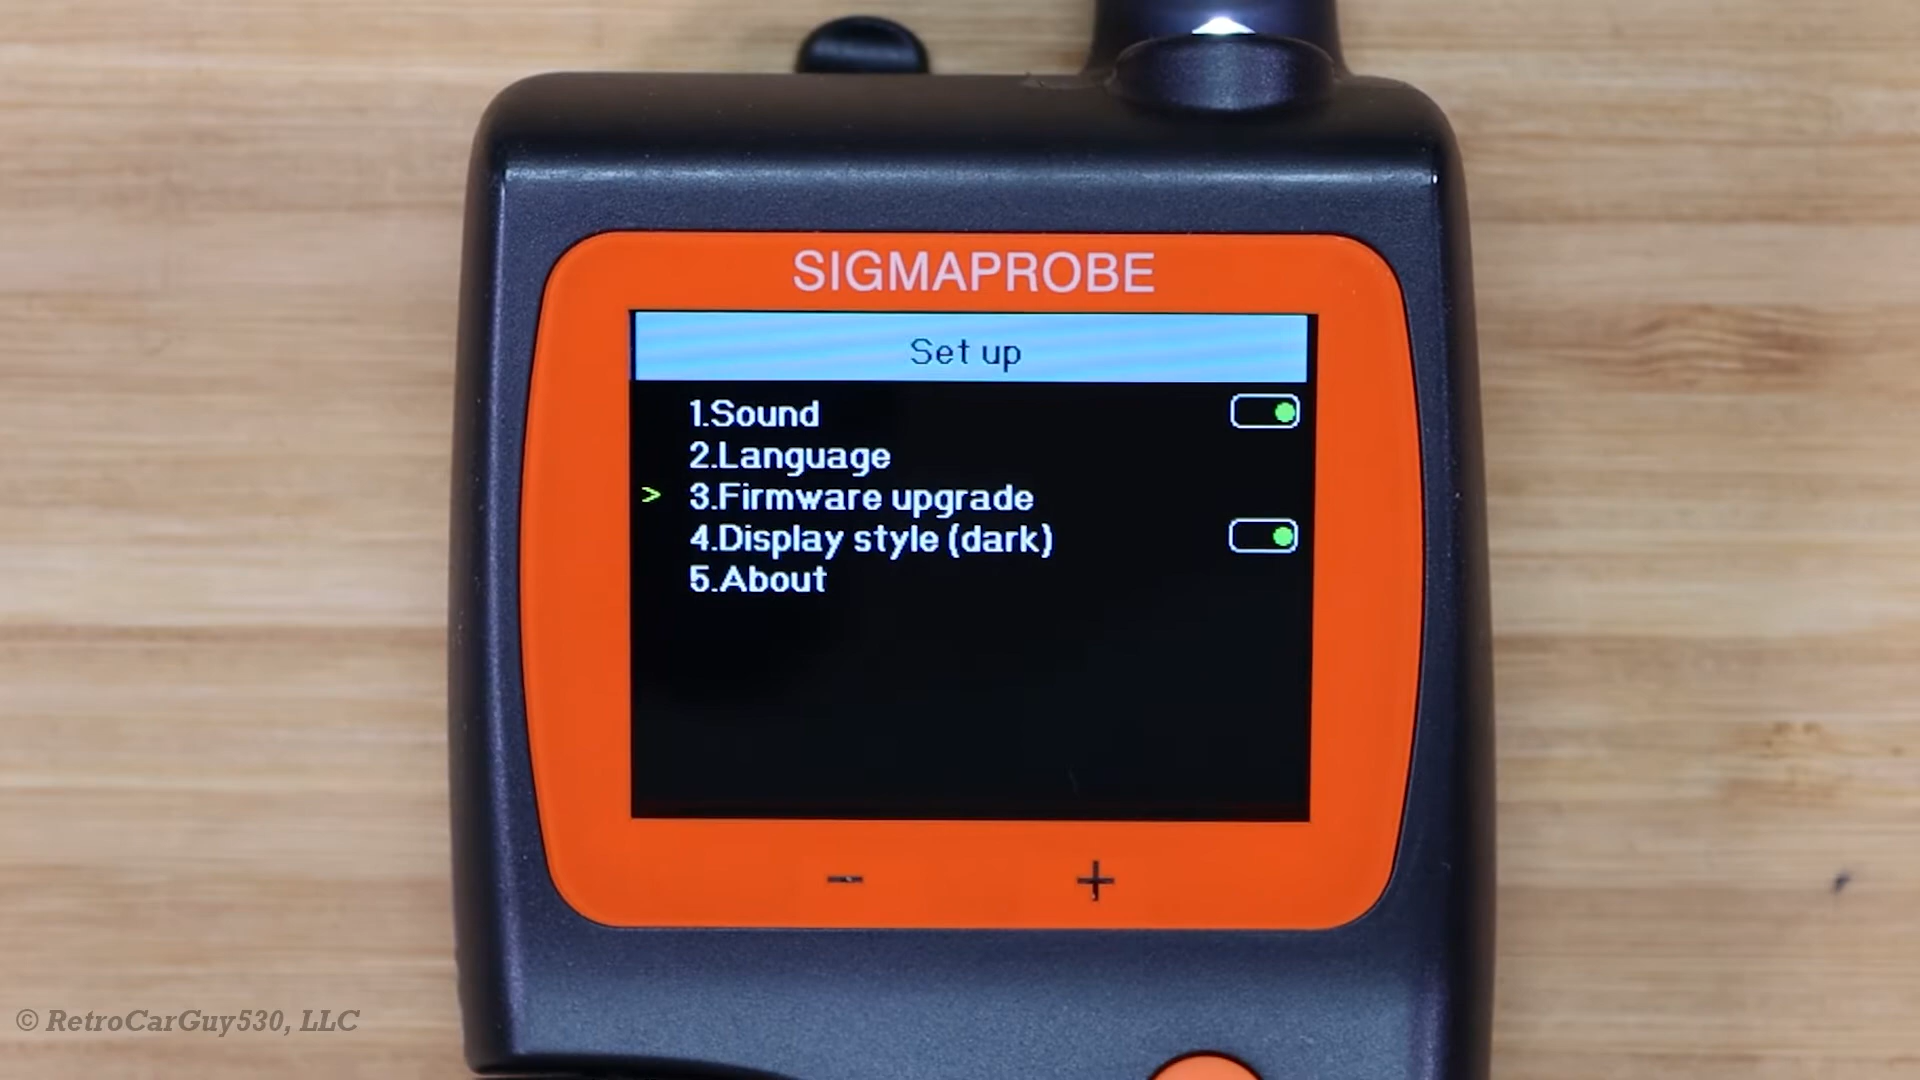 SIGMAPROBE
Set up
1.Sound
2.Language
> 3.Firmware upgrade
4.Display style (dark)
5.About
- +
© RetroCarGuy530, LLC